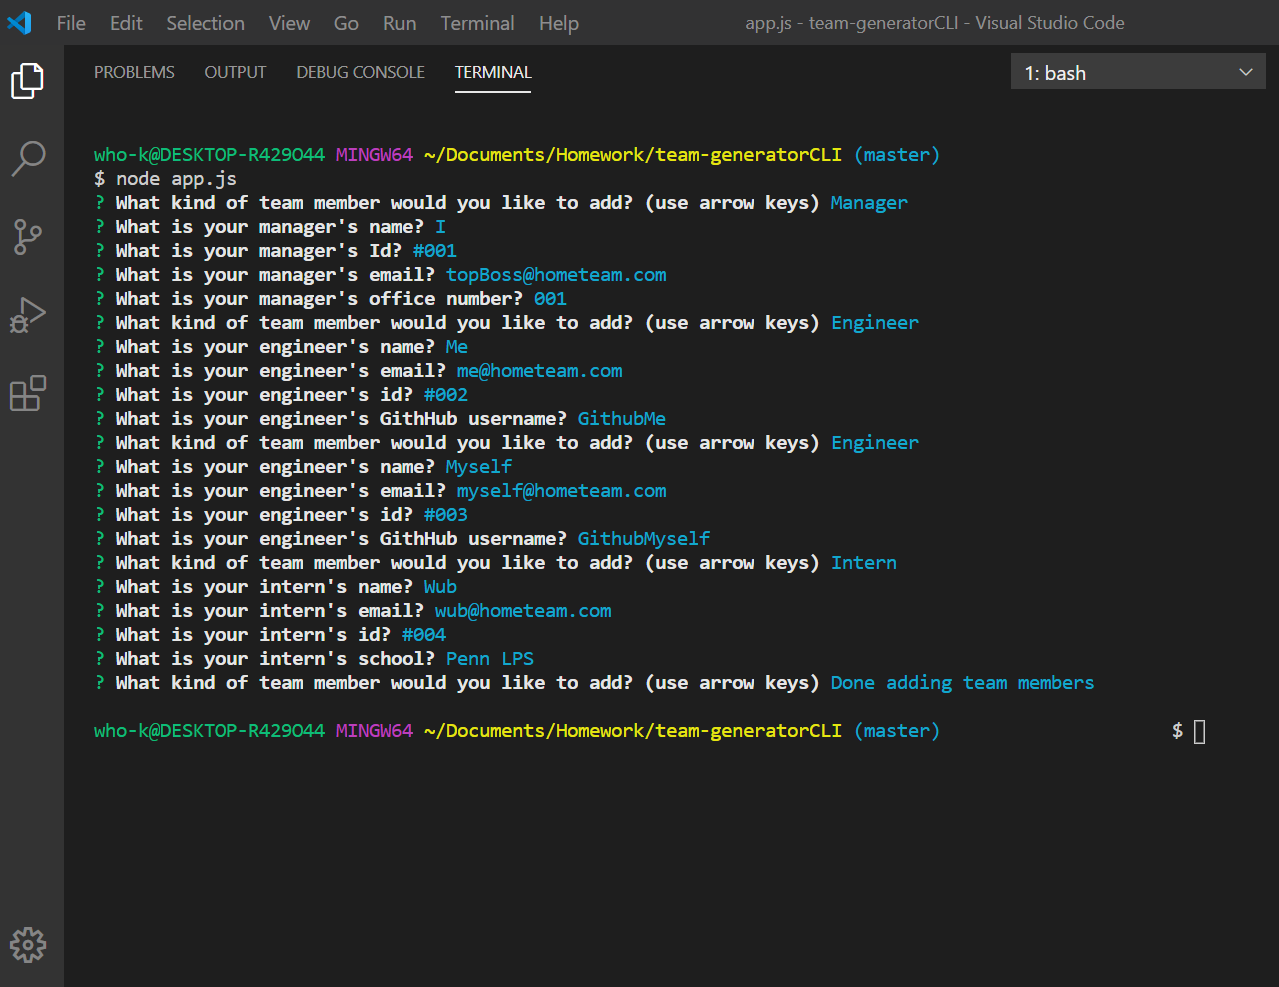 File Edit Selection View Go Run Terminal Help app.js - team-generatorCLI - Visual Studio Code
PROBLEMS OUTPUT DEBUG CONSOLE TERMINAL 1: bash
who-k@DESKTOP-R429O44 MINGW64 ~/Documents/Homework/team-generatorCLI (master)
$ node app.js
? What kind of team member would you like to add? (use arrow keys) Manager
? What is your manager's name? I
? What is your manager's Id? #001
? What is your manager's email? topBoss@hometeam.com
? What is your manager's office number? 001
? What kind of team member would you like to add? (use arrow keys) Engineer
? What is your engineer's name? Me
? What is your engineer's email? me@hometeam.com
? What is your engineer's id? #002
? What is your engineer's GithHub username? GithubMe
? What kind of team member would you like to add? (use arrow keys) Engineer
? What is your engineer's name? Myself
? What is your engineer's email? myself@hometeam.com
? What is your engineer's id? #003
? What is your engineer's GithHub username? GithubMyself
? What kind of team member would you like to add? (use arrow keys) Intern
? What is your intern's name? Wub
? What is your intern's email? wub@hometeam.com
? What is your intern's id? #004
? What is your intern's school? Penn LPS
? What kind of team member would you like to add? (use arrow keys) Done adding team members
who-k@DESKTOP-R429O44 MINGW64 ~/Documents/Homework/team-generatorCLI (master) $